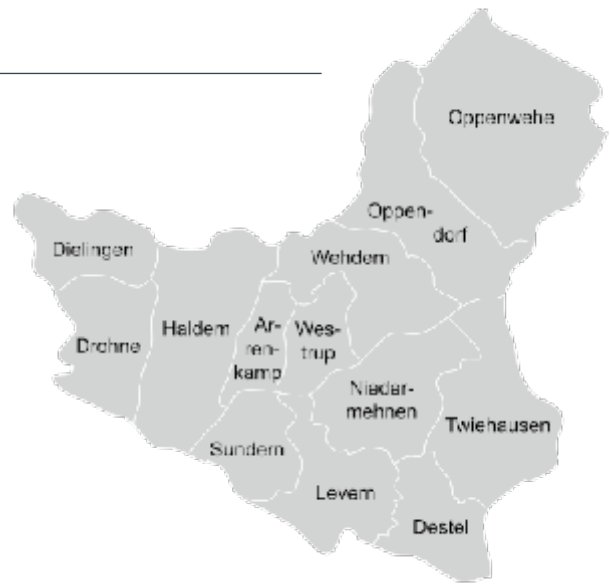 Oppenwehe
Oppen-
dorf
Dielingen
Wehdem
Drohne
Haldem
Ar-
ren-
kamp
Wes-
trup
Nieder-
mehnen
Twiehausen
Sundern
Levern
Destel